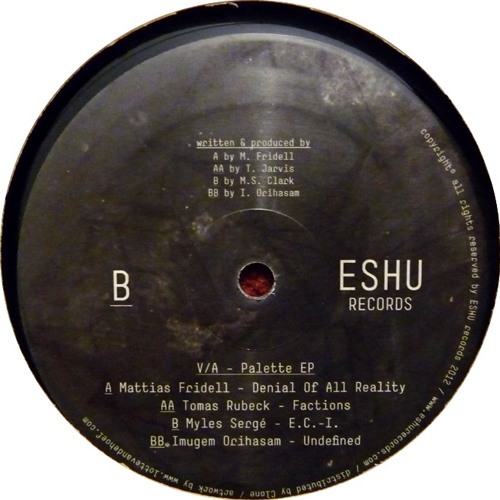 written & produced by
A by M. Fridell
AA by T. Jarvis
B by M.S. Clark
BB by I. Orihasam
B
ESHU
RECORDS
V/A - Palette EP
A Mattias Fridell - Denial Of All Reality
AA Tomas Rubeck - Factions
B Myles Sergé - E.C.-I.
BB Imugem Orihasam - Undefined
copyright® all rights reserved by ESHU records 2012 / www.eshurecords.com / distributed by Clone / artwork by www.lottevandehoef.com